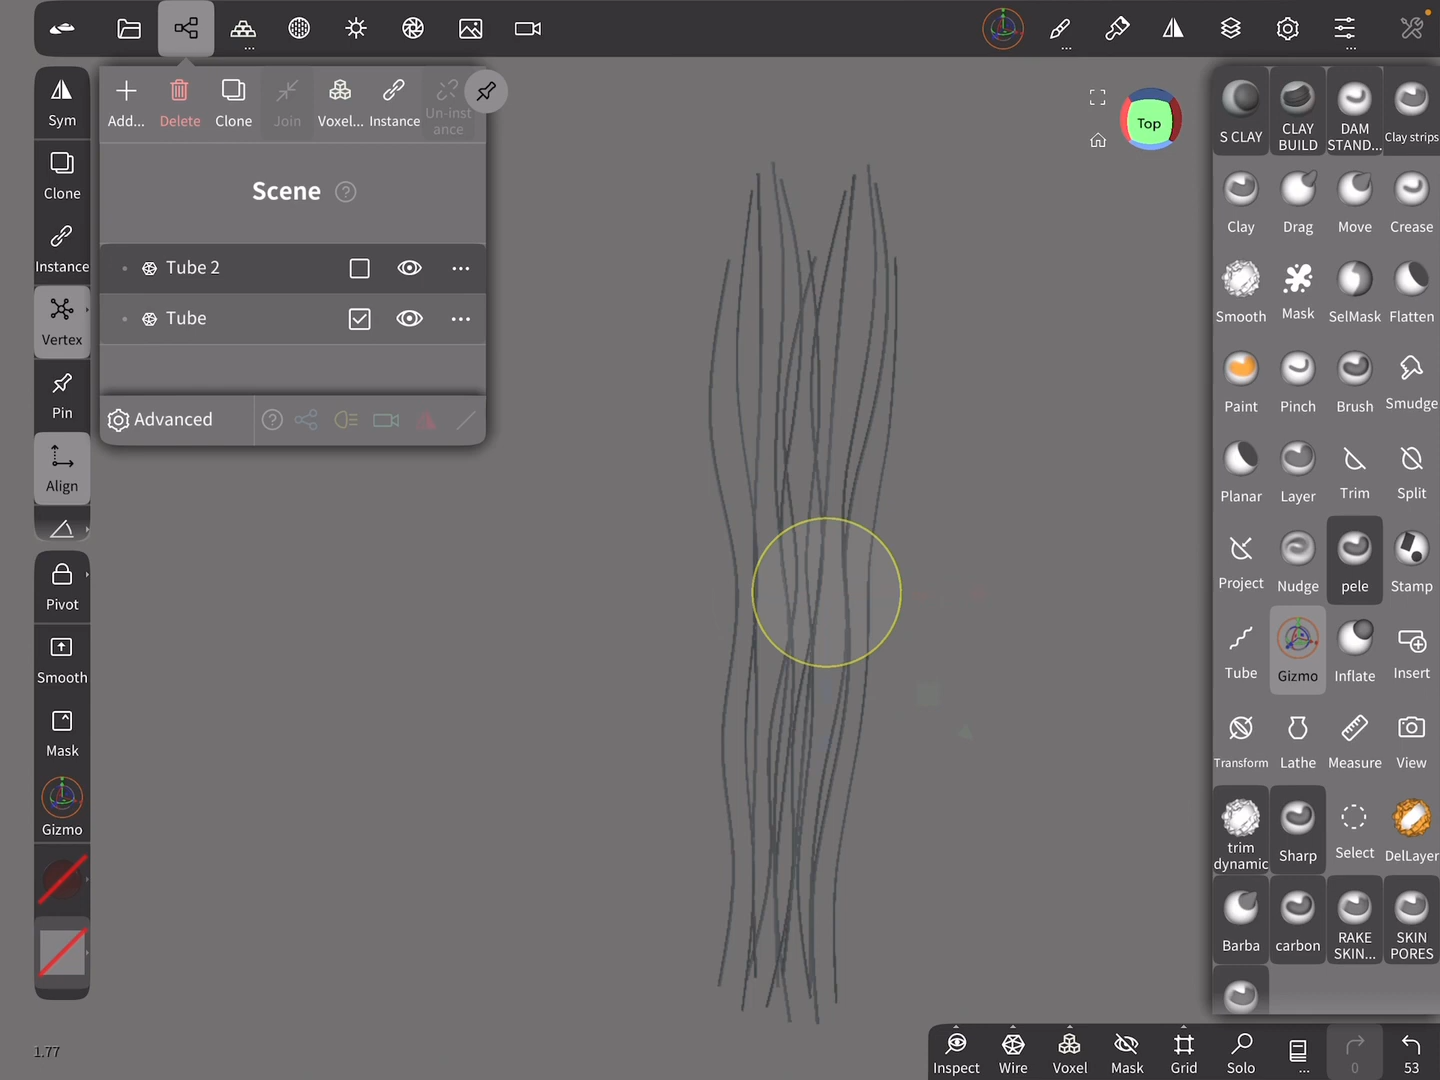 Add...
Delete
Clone
Join
Voxel...
Instance
Un-inst
ance
Scene
?
Tube 2
Tube
Advanced
?
Sym
Clone
Instance
Vertex
Pin
Align
Pivot
Smooth
Mask
Gizmo
1.77
Top
S CLAY
CLAY
BUILD
DAM
STAND...
Clay strips
Clay
Drag
Move
Crease
Smooth
Mask
SelMask
Flatten
Paint
Pinch
Brush
Smudge
Planar
Layer
Trim
Split
Project
Nudge
pele
Stamp
Tube
Gizmo
Inflate
Insert
Transform
Lathe
Measure
View
trim
dynamic
Sharp
Select
DelLayer
Barba
carbon
RAKE
SKIN...
SKIN
PORES
Inspect
Wire
Voxel
Mask
Grid
Solo
...
0
53